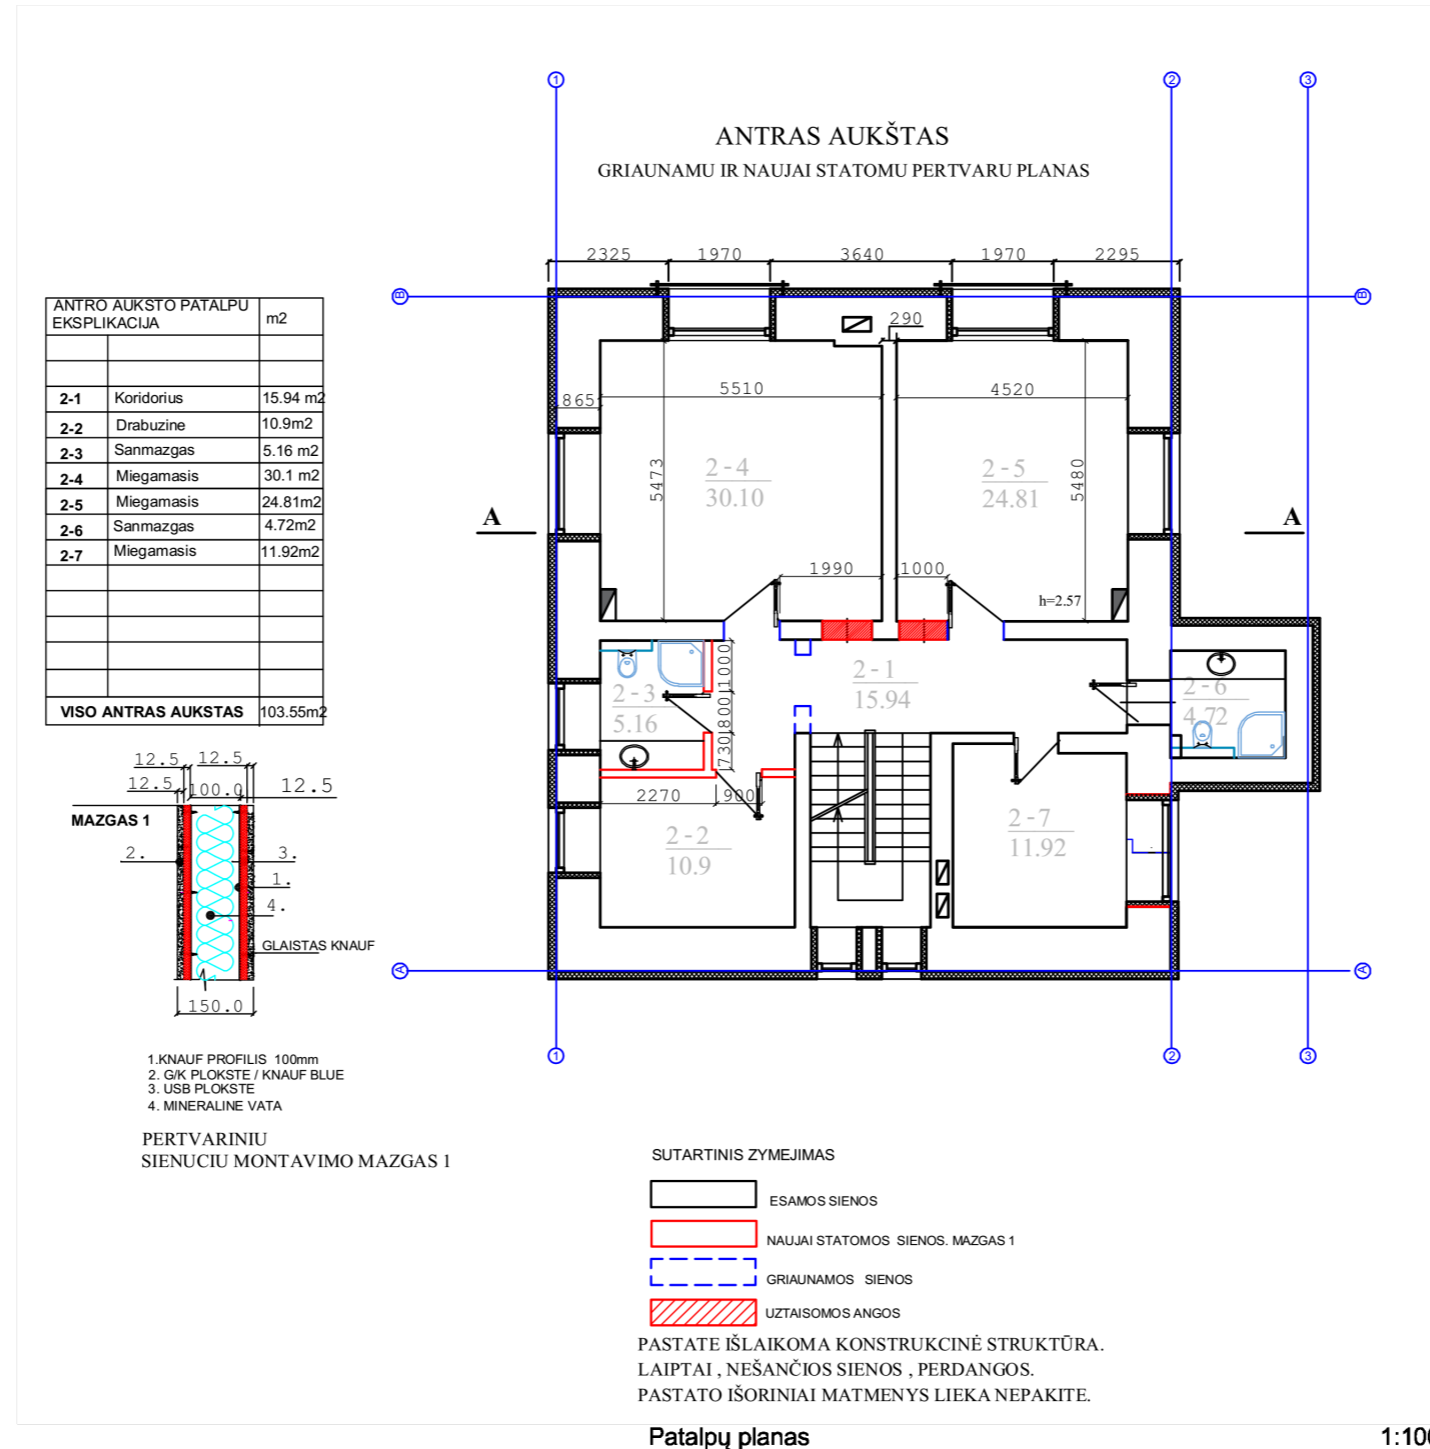 1
2
3
ANTRAS AUKŠTAS
GRIAUNAMU IR NAUJAI STATOMU PERTVARU PLANAS
2325 1970 3640 1970 2295
B B
ANTRO AUKSTO PATALPU EKSPLIKACIJA m2
2-1 Koridorius 15.94 m2
2-2 Drabuzine 10.9m2
2-3 Sanmazgas 5.16 m2
2-4 Miegamasis 30.1 m2
2-5 Miegamasis 24.81m2
2-6 Sanmazgas 4.72m2
2-7 Miegamasis 11.92m2
VISO ANTRAS AUKSTAS 103.55m2
290
865 5510 4520
5473
2-4
30.10
2-5
24.81
5480
A A
1990 1000
h=2.57
1000
800
730
2-3
5.16
2-1
15.94
2-6
4.72
2270 900
2-2
10.9
2-7
11.92
A A
1
2
3
12.5 12.5
12.5 100.0 12.5
MAZGAS 1
2. 3.
1.
4.
GLAISTAS KNAUF
150.0
1.KNAUF PROFILIS 100mm
2. G/K PLOKSTE / KNAUF BLUE
3. USB PLOKSTE
4. MINERALINE VATA
PERTVARINIU
SIENUCIU MONTAVIMO MAZGAS 1
SUTARTINIS ZYMEJIMAS
ESAMOS SIENOS
NAUJAI STATOMOS SIENOS. MAZGAS 1
GRIAUNAMOS SIENOS
UZTAISOMOS ANGOS
PASTATE IŠLAIKOMA KONSTRUKCINĖ STRUKTŪRA.
LAIPTAI , NEŠANČIOS SIENOS , PERDANGOS.
PASTATO IŠORINIAI MATMENYS LIEKA NEPAKITE.
Patalpų planas 1:100